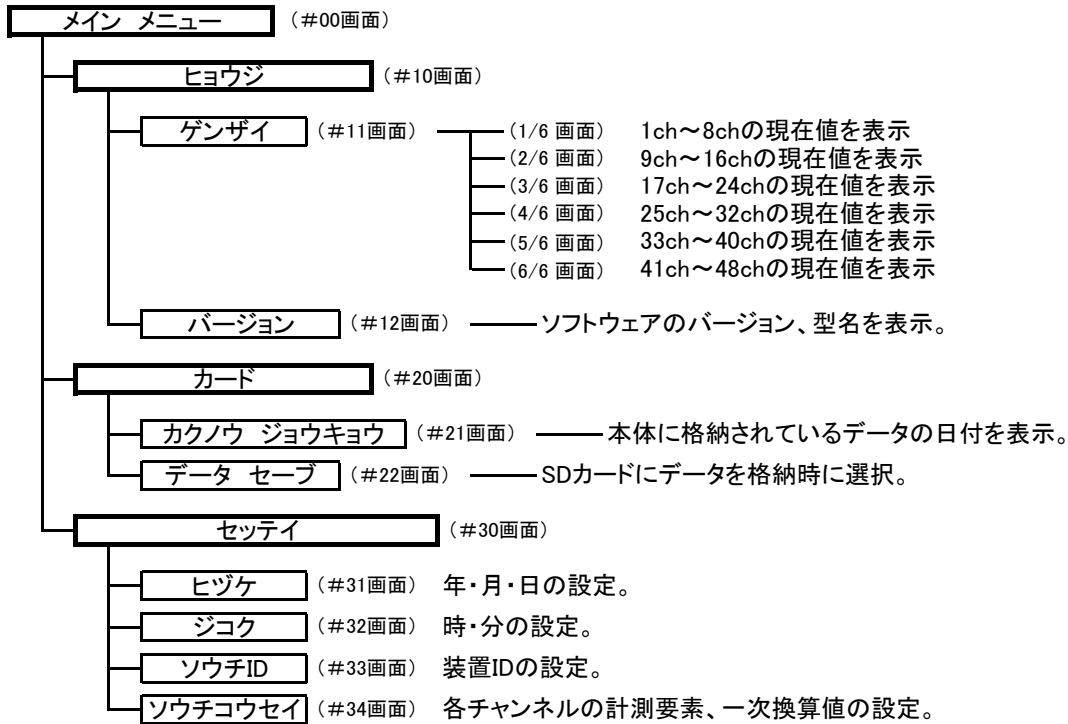 メイン メニュー (#00画面)
ヒョウジ (#10画面)
ゲンザイ (#11画面) (1/6 画面) 1ch～8chの現在値を表示
(2/6 画面) 9ch～16chの現在値を表示
(3/6 画面) 17ch～24chの現在値を表示
(4/6 画面) 25ch～32chの現在値を表示
(5/6 画面) 33ch～40chの現在値を表示
(6/6 画面) 41ch～48chの現在値を表示
バージョン (#12画面) ソフトウェアのバージョン、型名を表示。
カード (#20画面)
カクノウ ジョウキョウ (#21画面) 本体に格納されているデータの日付を表示。
データ セーブ (#22画面) SDカードにデータを格納時に選択。
セッテイ (#30画面)
ヒヅケ (#31画面) 年・月・日の設定。
ジコク (#32画面) 時・分の設定。
ソウチID (#33画面) 装置IDの設定。
ソウチコウセイ (#34画面) 各チャンネルの計測要素、一次換算値の設定。